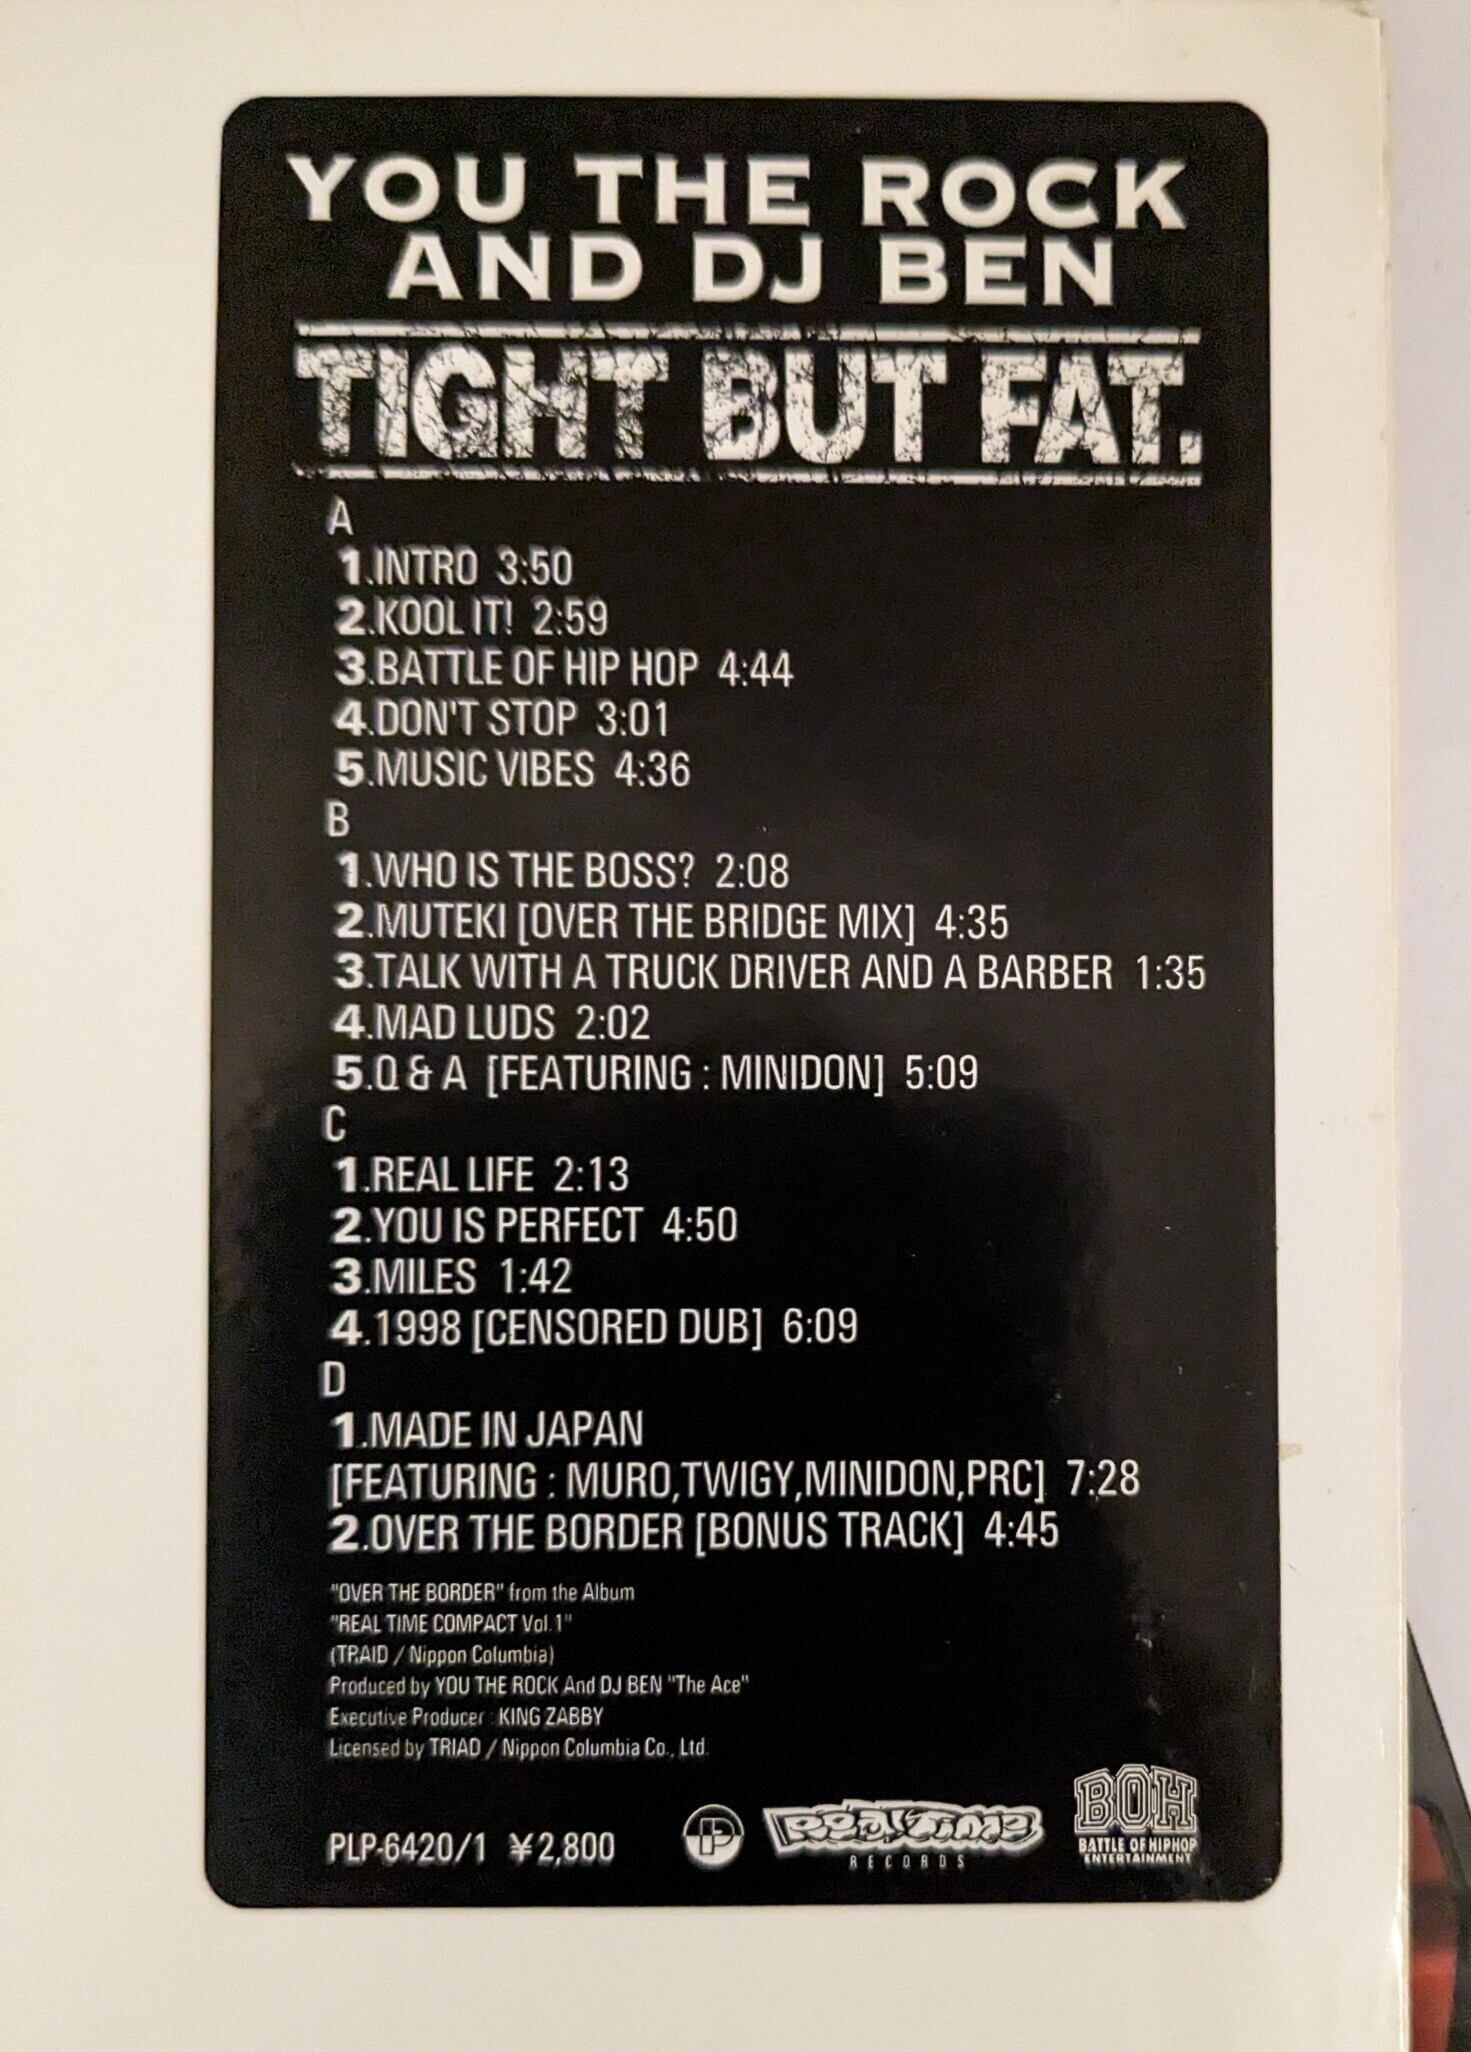 YOU THE ROCK
AND DJ BEN
TIGHT BUT FAT.
A
1.INTRO 3:50
2.KOOL IT! 2:59
3.BATTLE OF HIP HOP 4:44
4.DON'T STOP 3:01
5.MUSIC VIBES 4:36
B
1.WHO IS THE BOSS? 2:08
2.MUTEKI [OVER THE BRIDGE MIX] 4:35
3.TALK WITH A TRUCK DRIVER AND A BARBER 1:35
4.MAD LUDS 2:02
5.Q & A [FEATURING : MINIDON] 5:09
C
1.REAL LIFE 2:13
2.YOU IS PERFECT 4:50
3.MILES 1:42
4.1998 [CENSORED DUB] 6:09
D
1.MADE IN JAPAN
[FEATURING : MURO,TWIGY,MINIDON,PRC] 7:28
2.OVER THE BORDER [BONUS TRACK] 4:45
"OVER THE BORDER" from the Album
"REAL TIME COMPACT Vol.1"
(TRAID / Nippon Columbia)
Produced by YOU THE ROCK And DJ BEN "The Ace"
Executive Producer : KING ZABBY
Licensed by TRIAD / Nippon Columbia Co., Ltd.
PLP-6420/1 ¥2,800
Real Time
RECORDS
BOH
BATTLE OF HIPHOP
ENTERTAINMENT